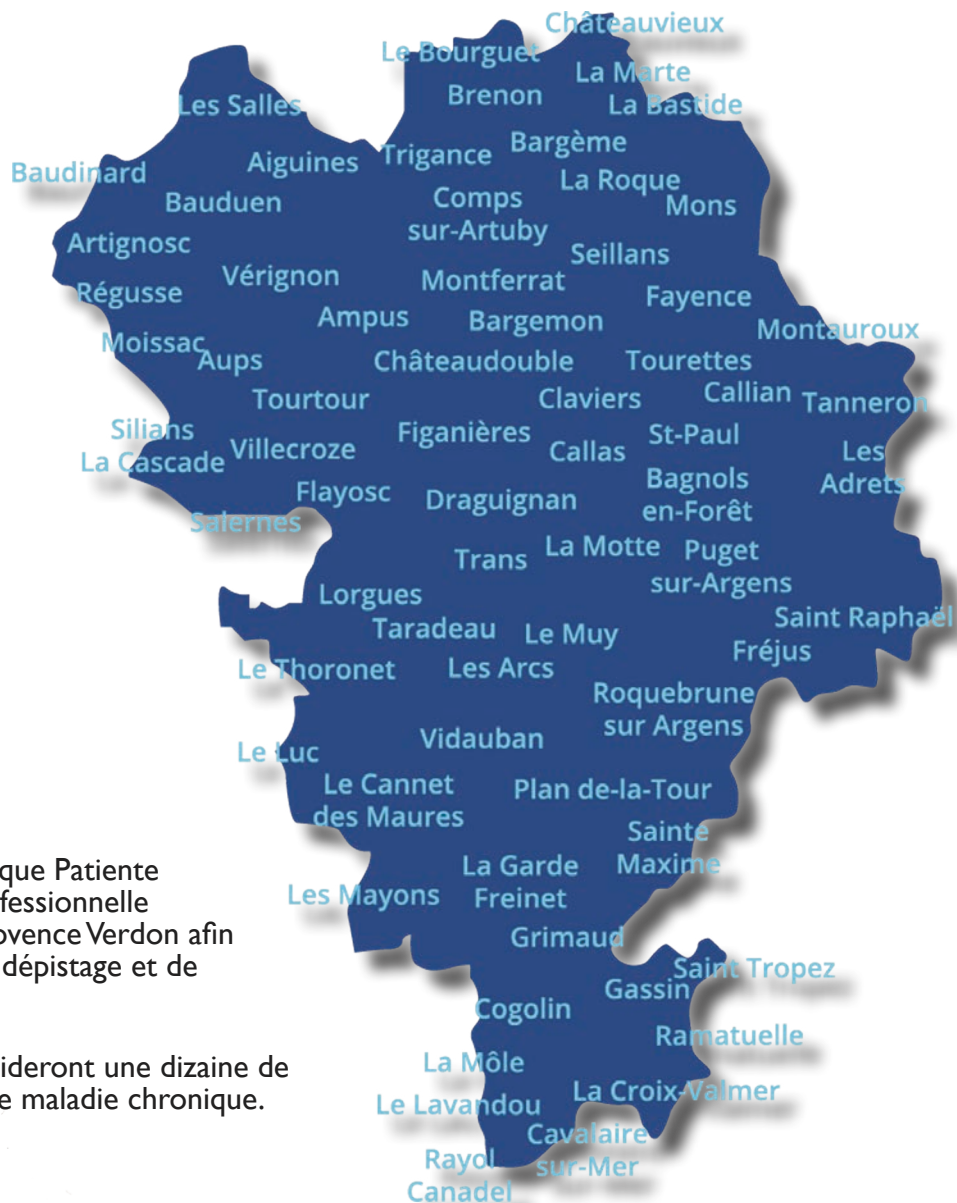 Châteauvieux
Le Bourguet
La Marte
Brenon
La Bastide
Les Salles
Bargème
Trigance
Aiguines
Baudinard
La Roque
Bauduen
Comps
sur-Artuby
Mons
Artignosc
Seillans
Vérignon
Montferrat
Régusse
Fayence
Ampus
Bargemon
Montauroux
Moissac
Aups
Châteaudouble
Tourettes
Callian
Tanneron
Tourtour
Claviers
Silians
La Cascade
Villecroze
Figanières
Callas
St-Paul
Les
Adrets
Flayosc
Draguignan
Bagnols
en-Forêt
Salernes
Trans
La Motte
Puget
sur-Argens
Lorgues
Saint Raphaël
Taradeau
Le Muy
Fréjus
Le Thoronet
Les Arcs
Roquebrune
sur Argens
Vidauban
Le Luc
Le Cannet
des Maures
Plan de-la-Tour
Sainte
Maxime
La Garde
Freinet
Les Mayons
Grimaud
Saint Tropez
Gassin
Cogolin
Ramatuelle
La Môle
La Croix-Valmer
Le Lavandou
Cavalaire
sur-Mer
Rayol
Canadel
que Patiente
fessionnelle
ovence Verdon afin
dépistage et de
ideront une dizaine de
e maladie chronique.